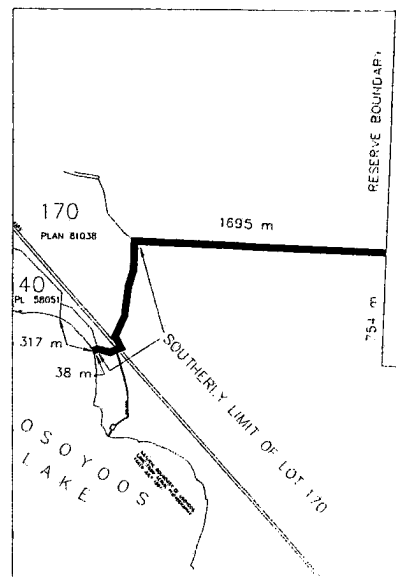 RESERVE BOUNDARY
1695 m
170
PLAN 81038
40
PL 58051
754 m
317 m
38 m
SOUTHERLY LIMIT OF LOT 170
OSOYOOS
LAKE